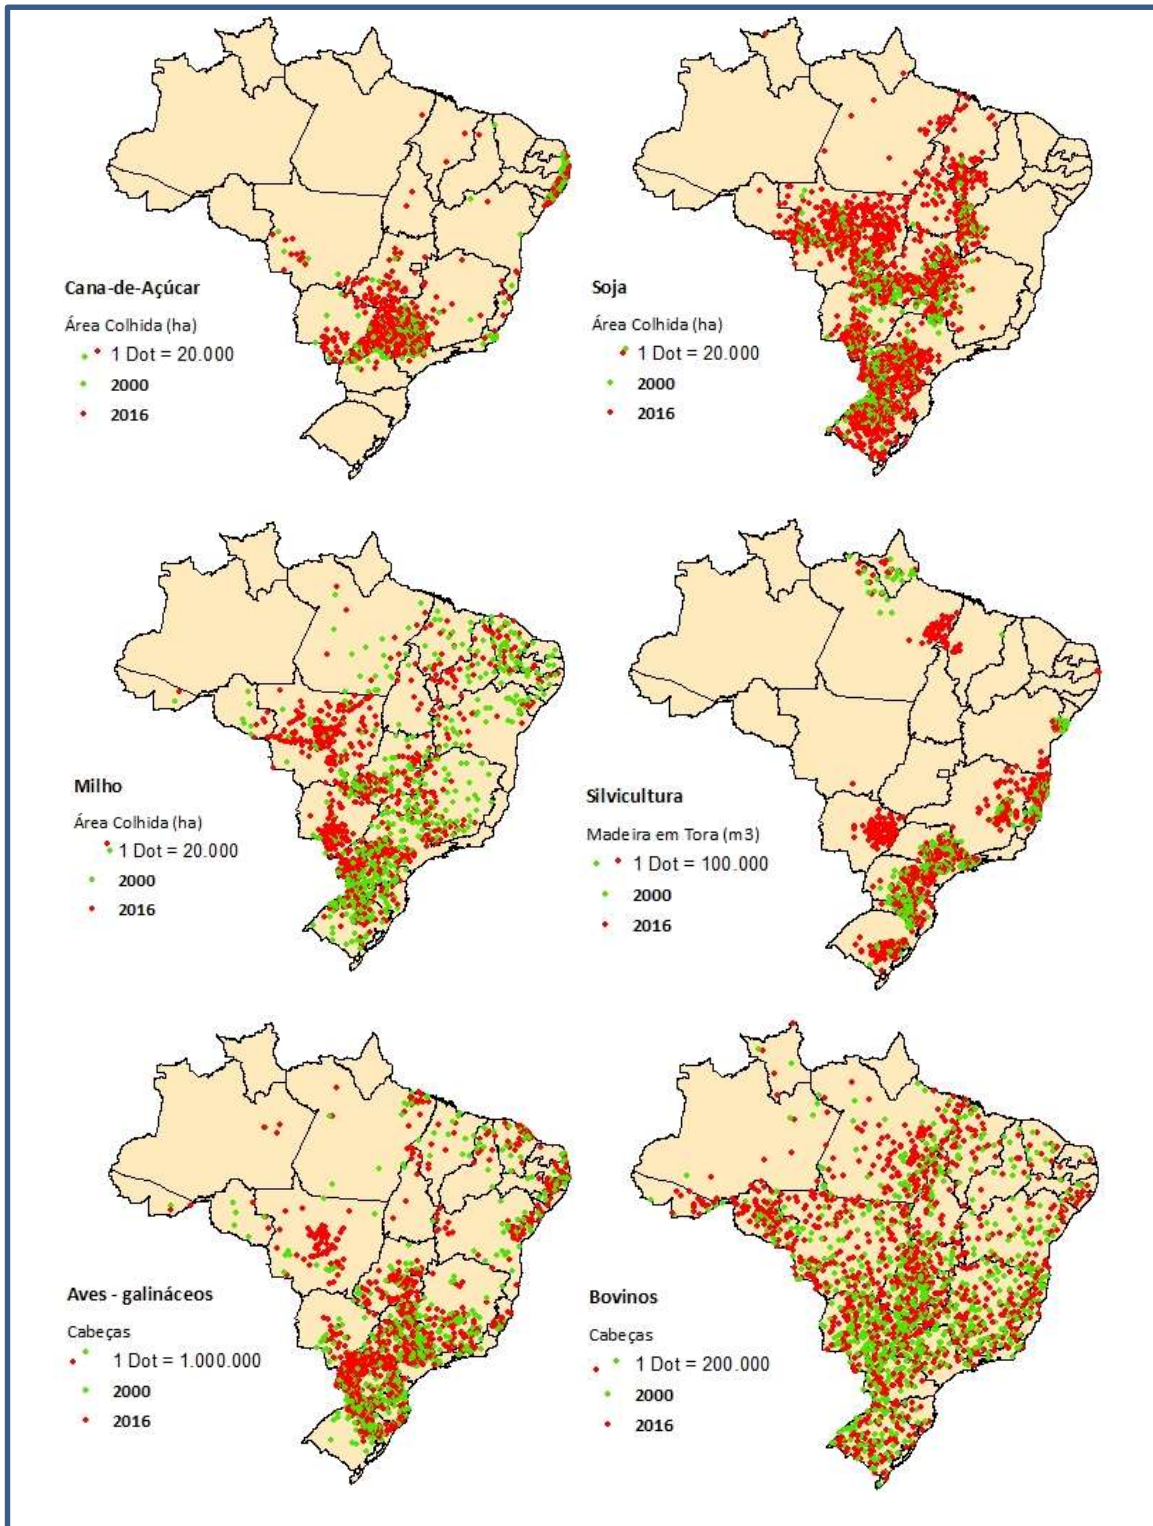 Cana-de-Açúcar
Área Colhida (ha)
1 Dot = 20.000
2000
2016
Soja
Área Colhida (ha)
1 Dot = 20.000
2000
2016
Milho
Área Colhida (ha)
1 Dot = 20.000
2000
2016
Silvicultura
Madeira em Tora (m3)
1 Dot = 100.000
2000
2016
Aves - galináceos
Cabeças
1 Dot = 1.000.000
2000
2016
Bovinos
Cabeças
1 Dot = 200.000
2000
2016